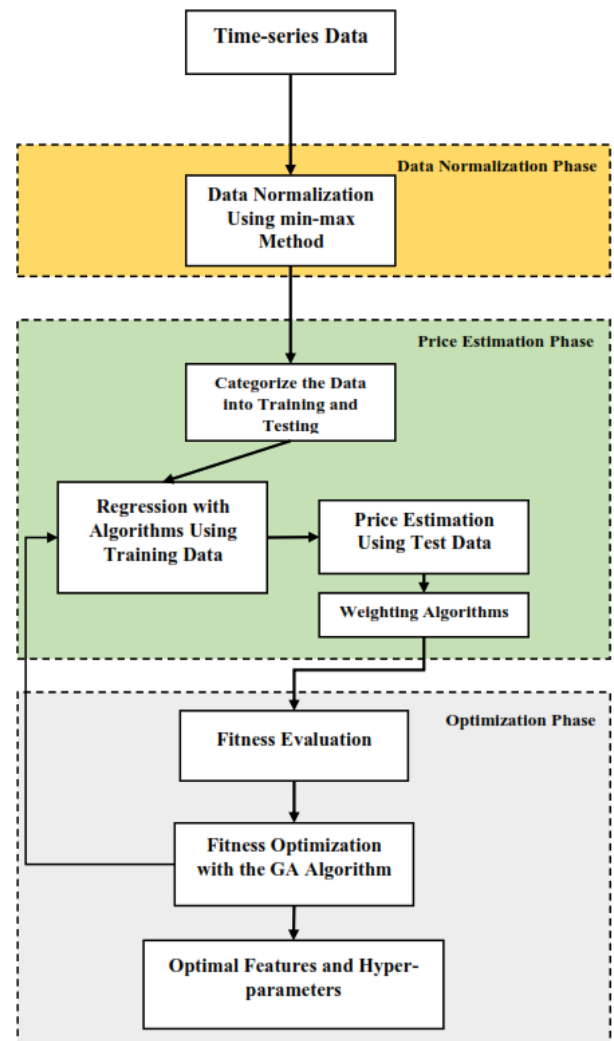 Time-series Data
Data Normalization Phase
Data Normalization
Using min-max
Method
Price Estimation Phase
Categorize the Data
into Training and
Testing
Regression with
Algorithms Using
Training Data
Price Estimation
Using Test Data
Weighting Algorithms
Optimization Phase
Fitness Evaluation
Fitness Optimization
with the GA Algorithm
Optimal Features and Hyper-
parameters